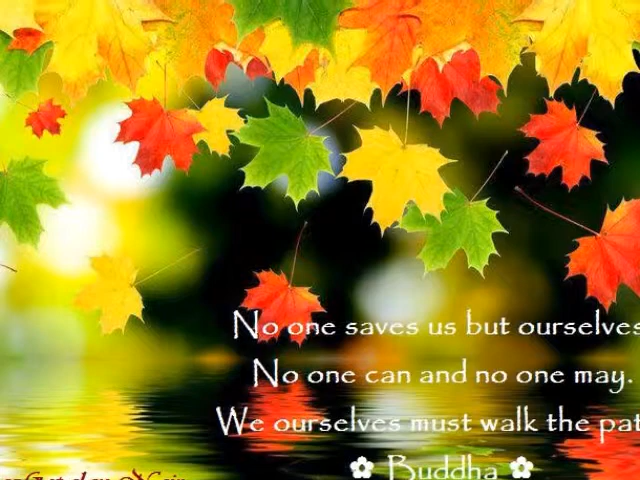 No one saves us but ourselves
No one can and no one may.
We ourselves must walk the pat
✿ Buddha ✿